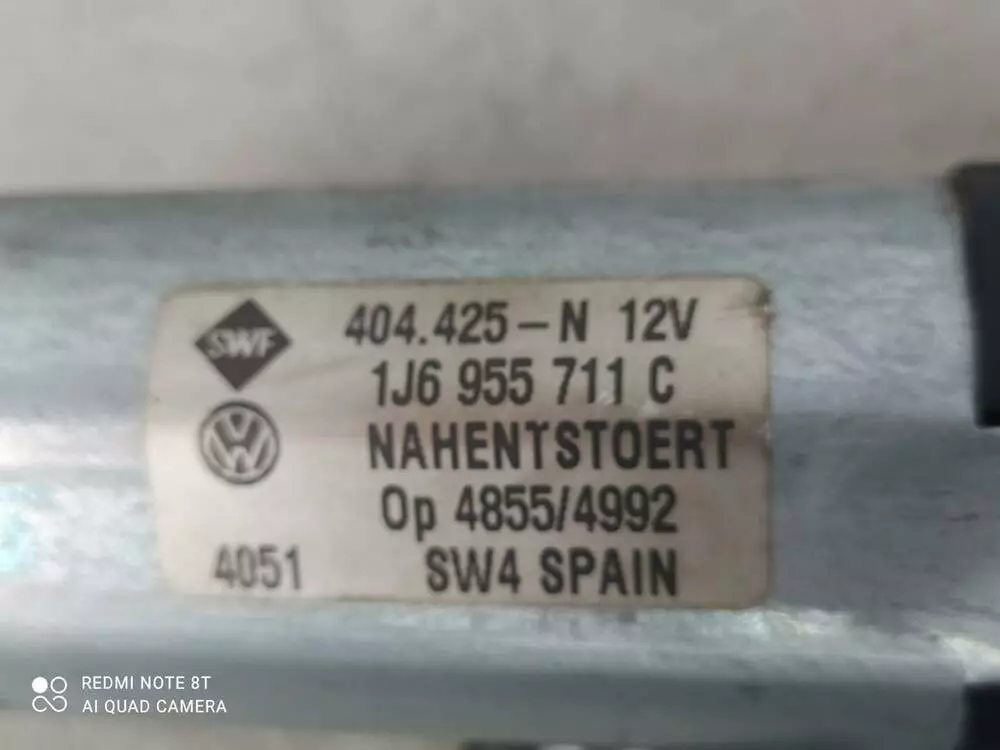 SWF
404.425-N 12V
1J6 955 711 C
NAHENTSTOERT
Op 4855/4992
4051 SW4 SPAIN
REDMI NOTE 8T
AI QUAD CAMERA